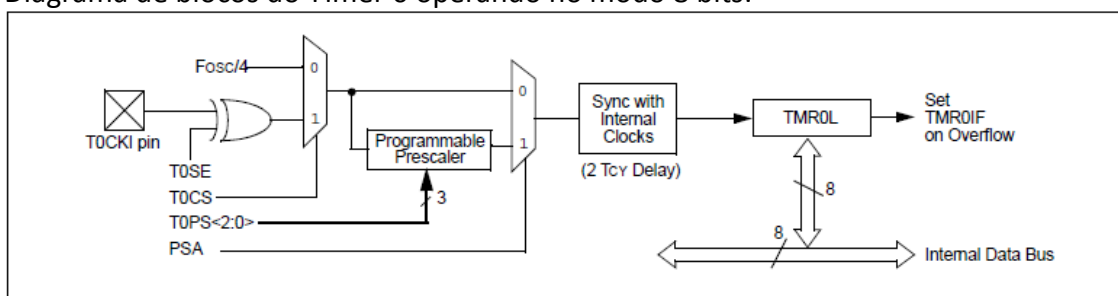 Diagrama de blocos do Timer 0 operando no modo 8 bits.
Fosc/4
0
1
T0CKI pin
T0SE
T0CS
T0PS<2:0>
PSA
Programmable
Prescaler
3
0
1
Sync with
Internal
Clocks
(2 TCY Delay)
TMR0L
Set
TMR0IF
on Overflow
8
8
Internal Data Bus